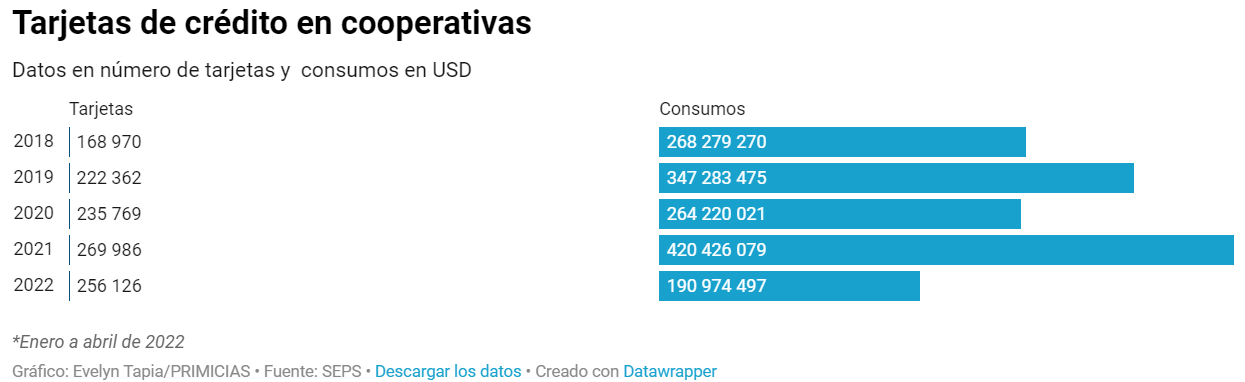 Tarjetas de crédito en cooperativas
Datos en número de tarjetas y consumos en USD
Tarjetas Consumos
2018 168 970 268 279 270
2019 222 362 347 283 475
2020 235 769 264 220 021
2021 269 986 420 426 079
2022 256 126 190 974 497
*Enero a abril de 2022
Gráfico: Evelyn Tapia/PRIMICIAS • Fuente: SEPS • Descargar los datos • Creado con Datawrapper